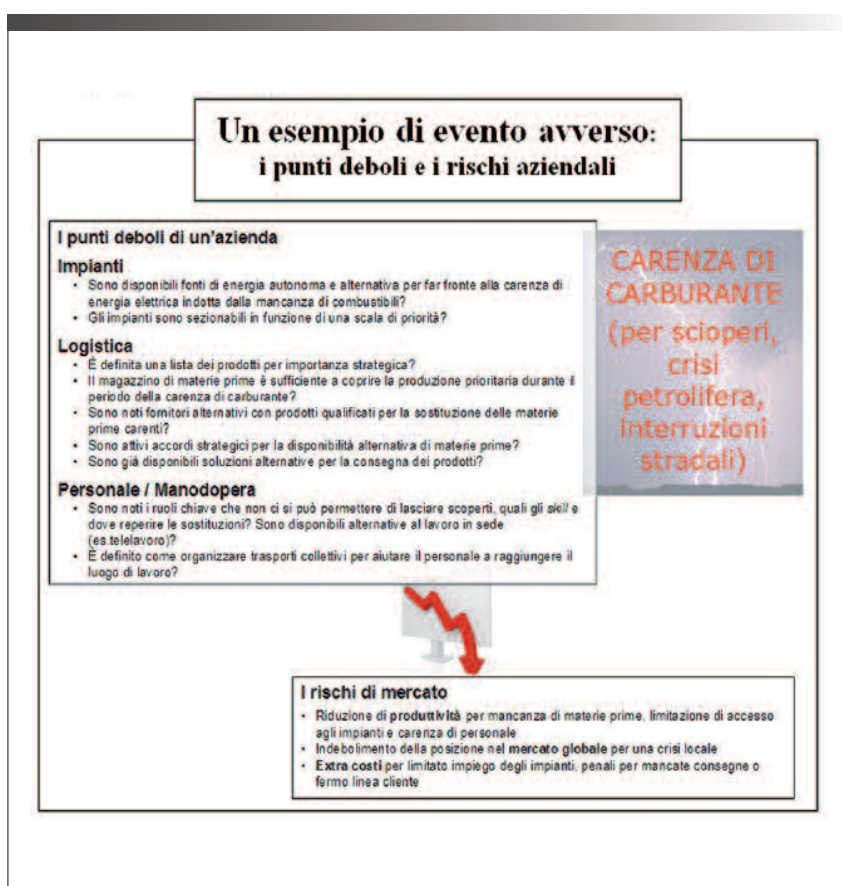 Un esempio di evento avverso:
i punti deboli e i rischi aziendali
I punti deboli di un'azienda
Impianti
• Sono disponibili fonti di energia autonoma e alternativa per far fronte alla carenza di
energia elettrica indotta dalla mancanza di combustibili?
• Gli impianti sono sezionabili in funzione di una scala di priorità?
Logistica
• È definita una lista dei prodotti per importanza strategica?
• Il magazzino di materie prime è sufficiente a coprire la produzione prioritaria durante il
periodo della carenza di carburante?
• Sono noti fornitori alternativi con prodotti qualificati per la sostituzione delle materie
prime carenti?
• Sono attivi accordi strategici per la disponibilità alternativa di materie prime?
• Sono già disponibili soluzioni alternative per la consegna dei prodotti?
Personale / Manodopera
• Sono noti i ruoli chiave che non ci si può permettere di lasciare scoperti, quali gli skill e
dove reperire le sostituzioni? Sono disponibili alternative al lavoro in sede
(es.telelavoro)?
• È definito come organizzare trasporti collettivi per aiutare il personale a raggiungere il
luogo di lavoro?
CARENZA DI
CARBURANTE
(per scioperi,
crisi
petrolifera,
interruzioni
stradali)
I rischi di mercato
• Riduzione di produttività per mancanza di materie prime, limitazione di accesso
agli impianti e carenza di personale
• Indebolimento della posizione nel mercato globale per una crisi locale
• Extra costi per limitato impiego degli impianti, penali per mancate consegne o
fermo linea cliente